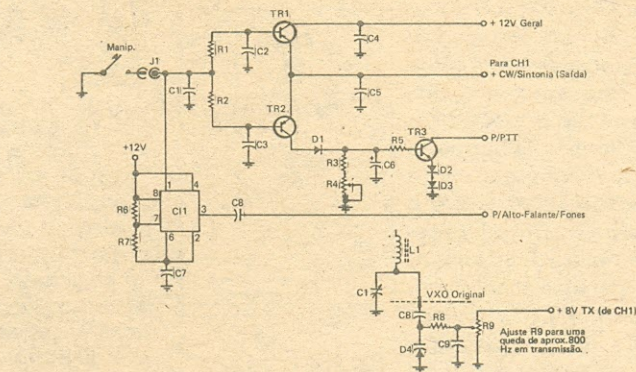 TR1
+ 12V Geral
Manip.
J1
R1
C2
C4
Para CH1
+ CW/Sintonia (Saída)
C1
R2
C5
TR2
C3
D1
R5
TR3
P/PTT
+12V
R3
C6
D2
R4
D3
1
4
8
R6
CI1
3
C8
P/Alto-Falante/Fones
7
R7
6
2
L1
C7
C1
VXO Original
+ 8V TX (de CH1)
C8
R8
R9
Ajuste R9 para uma
queda de aprox. 800
Hz em transmissão.
D4
C9